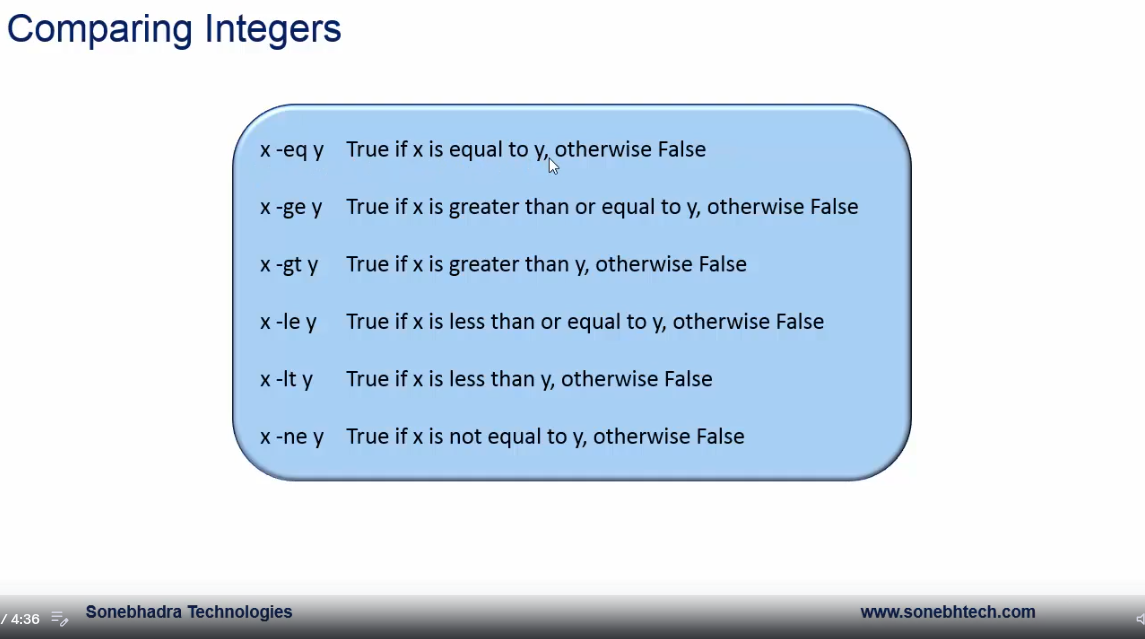 Comparing Integers
x -eq y True if x is equal to y, otherwise False
x -ge y True if x is greater than or equal to y, otherwise False
x -gt y True if x is greater than y, otherwise False
x -le y True if x is less than or equal to y, otherwise False
x -lt y True if x is less than y, otherwise False
x -ne y True if x is not equal to y, otherwise False
/ 4:36 Sonebhadra Technologies www.sonebhtech.com